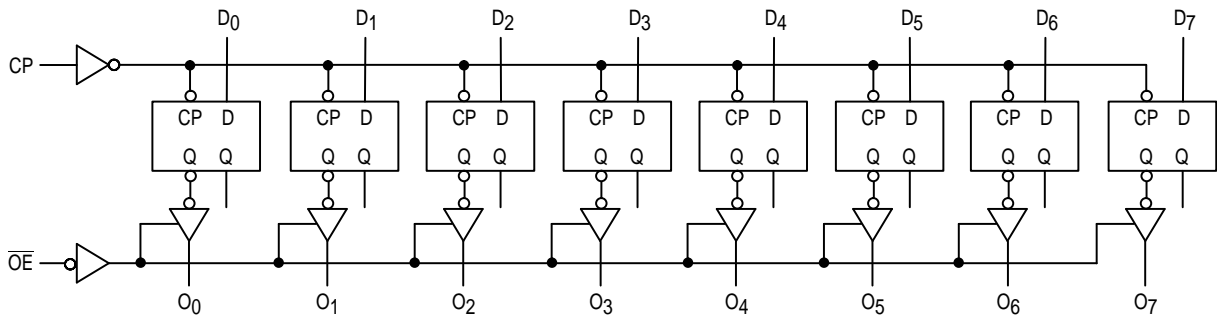 D0 D1 D2 D3 D4 D5 D6 D7
CP
CP D CP D CP D CP D CP D CP D CP D CP D
Q Q Q Q Q Q Q Q Q Q Q Q Q Q Q Q
OE
O0 O1 O2 O3 O4 O5 O6 O7